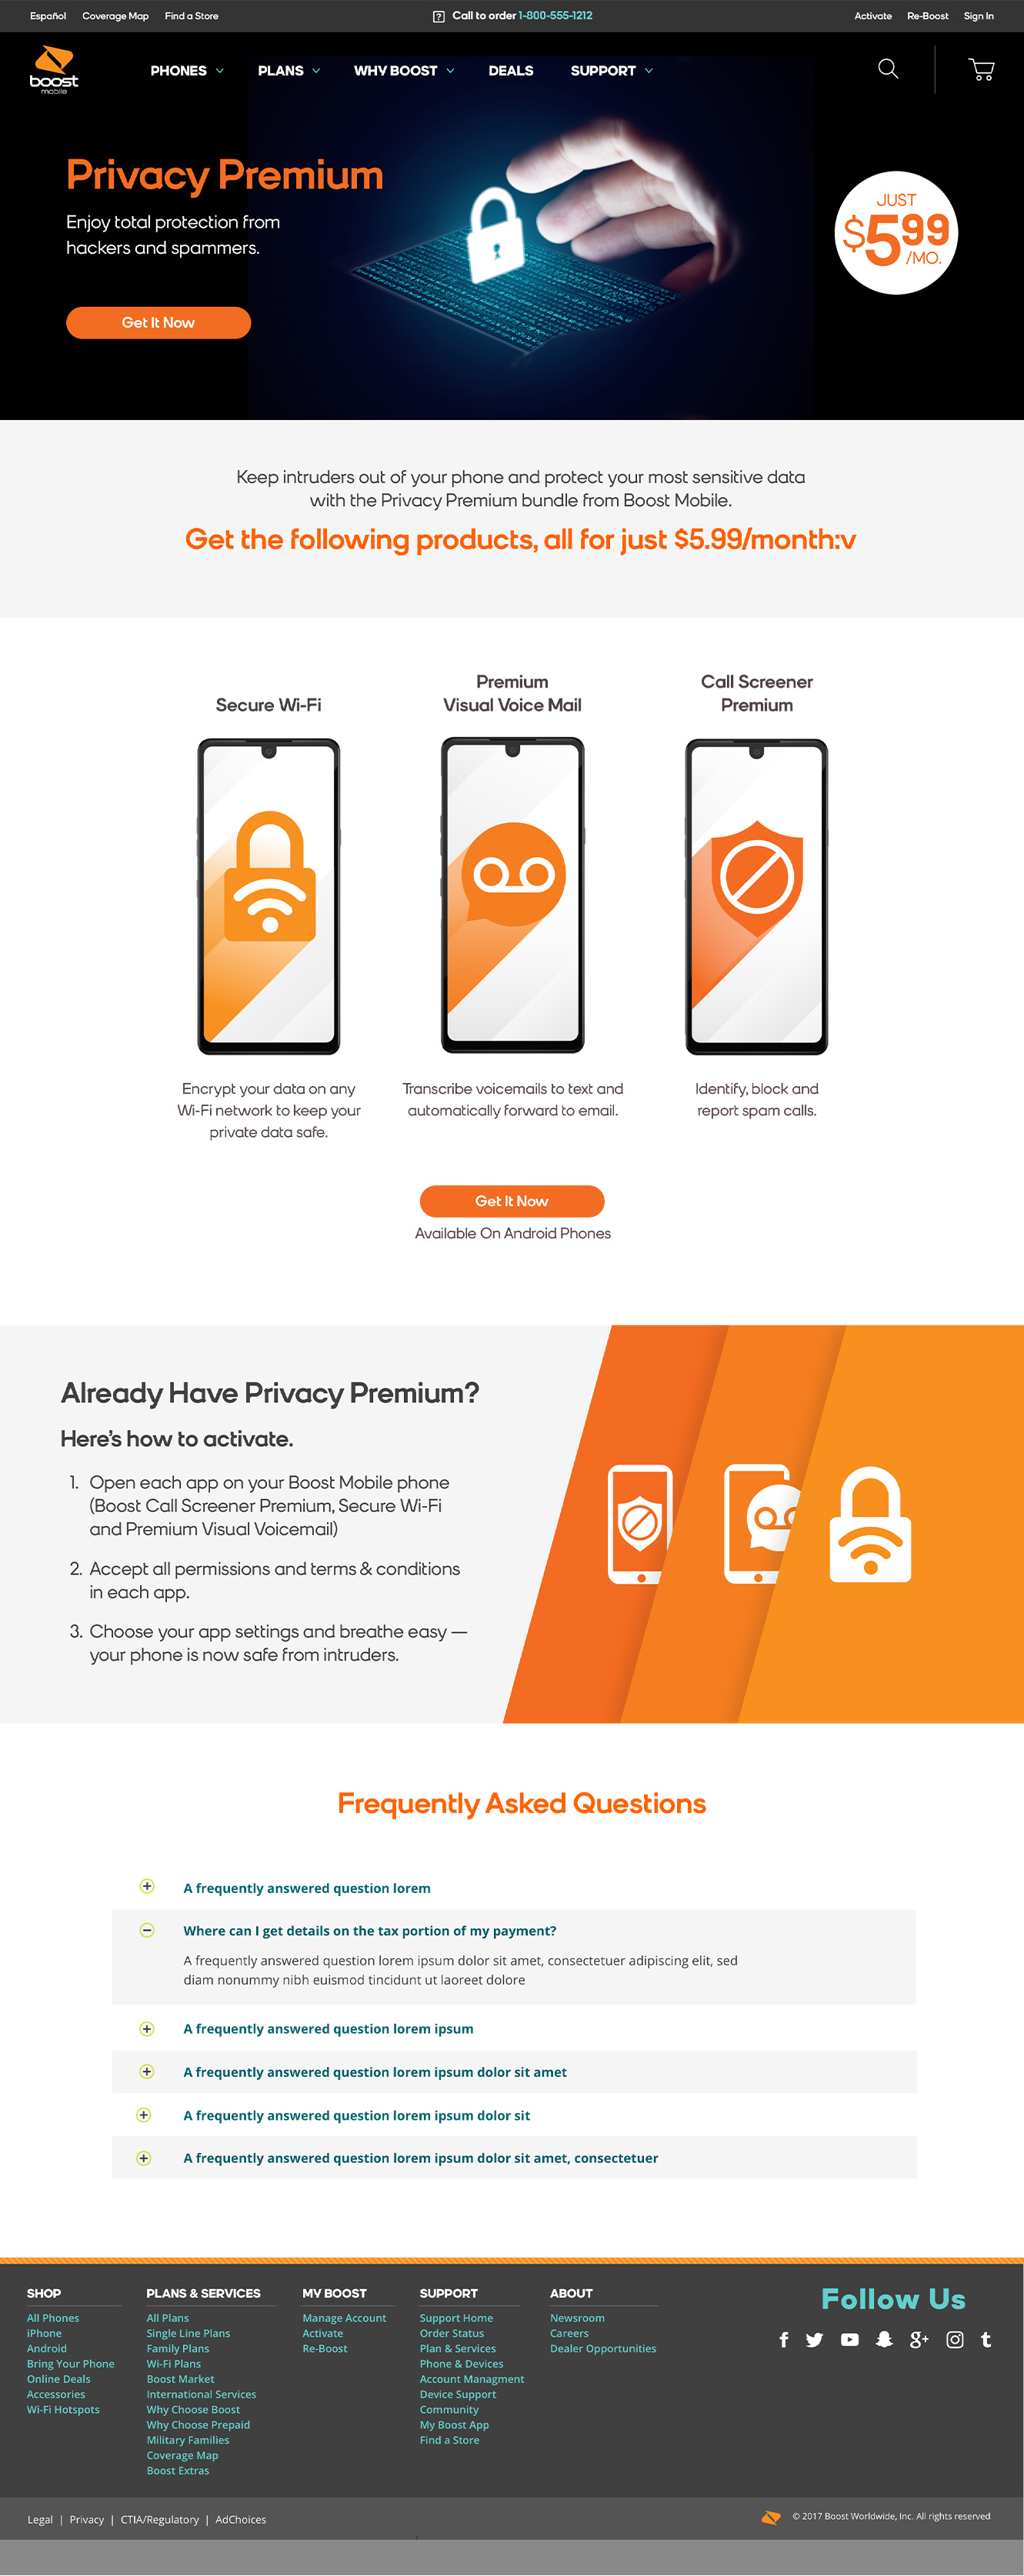 Español Coverage Map Find a Store
Call to order 1-800-555-1212
Activate Re-Boost Sign In
boost
mobile
PHONES PLANS WHY BOOST DEALS SUPPORT
Privacy Premium
Enjoy total protection from
hackers and spammers.
Get It Now
JUST
$5.99
/MO.
Keep intruders out of your phone and protect your most sensitive data
with the Privacy Premium bundle from Boost Mobile.
Get the following products, all for just $5.99/month:v
Secure Wi-Fi
Premium
Visual Voice Mail
Call Screener
Premium
Encrypt your data on any
Wi-Fi network to keep your
private data safe.
Transcribe voicemails to text and
automatically forward to email.
Identify, block and
report spam calls.
Get It Now
Available On Android Phones
Already Have Privacy Premium?
Here's how to activate.
1. Open each app on your Boost Mobile phone
(Boost Call Screener Premium, Secure Wi-Fi
and Premium Visual Voicemail)
2. Accept all permissions and terms & conditions
in each app.
3. Choose your app settings and breathe easy —
your phone is now safe from intruders.
Frequently Asked Questions
A frequently answered question lorem
Where can I get details on the tax portion of my payment?
A frequently answered question lorem ipsum dolor sit amet, consectetuer adipiscing elit, sed
diam nonummy nibh euismod tincidunt ut laoreet dolore
A frequently answered question lorem ipsum
A frequently answered question lorem ipsum dolor sit amet
A frequently answered question lorem ipsum dolor sit
A frequently answered question lorem ipsum dolor sit amet, consectetuer
SHOP
All Phones
iPhone
Android
Bring Your Phone
Online Deals
Accessories
Wi-Fi Hotspots
PLANS & SERVICES
All Plans
Single Line Plans
Family Plans
Wi-Fi Plans
Boost Market
International Services
Why Choose Boost
Why Choose Prepaid
Military Families
Coverage Map
Boost Extras
MY BOOST
Manage Account
Activate
Re-Boost
SUPPORT
Support Home
Order Status
Plan & Services
Phone & Devices
Account Managment
Device Support
Community
My Boost App
Find a Store
ABOUT
Newsroom
Careers
Dealer Opportunities
Follow Us
Legal | Privacy | CTIA/Regulatory | AdChoices
© 2017 Boost Worldwide, Inc. All rights reserved